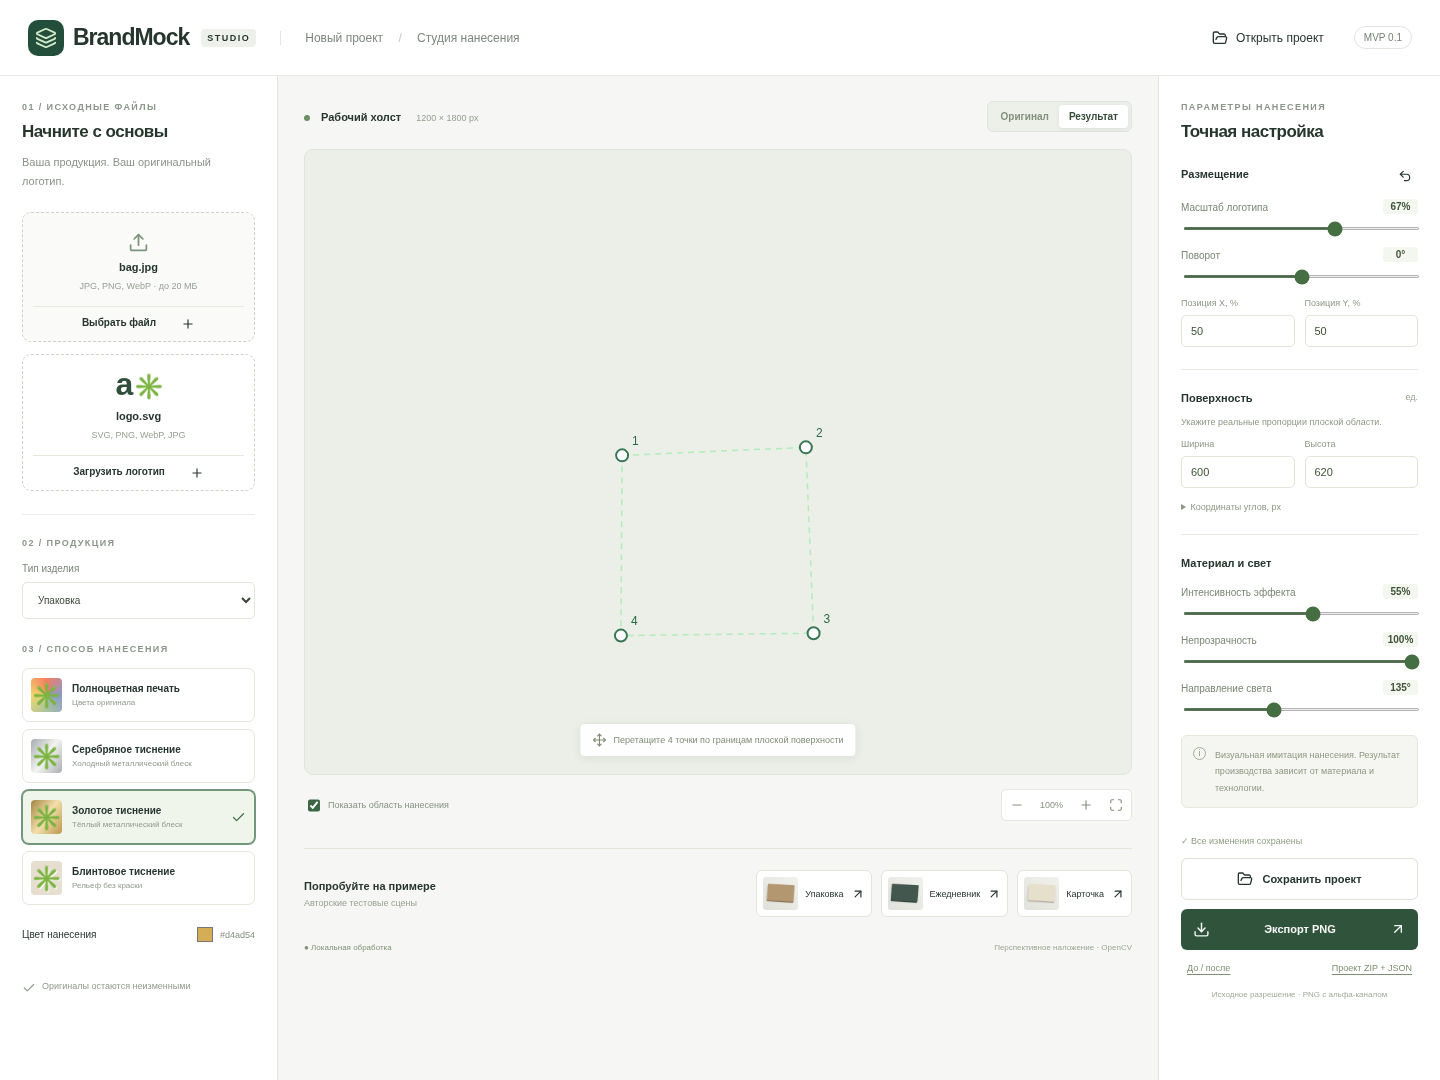 BrandMock STUDIO
Новый проект / Студия нанесения
Открыть проект
MVP 0.1
01 / ИСХОДНЫЕ ФАЙЛЫ
Начните с основы
Ваша продукция. Ваш оригинальный
логотип.
bag.jpg
JPG, PNG, WebP · до 20 МБ
Выбрать файл
a
logo.svg
SVG, PNG, WebP, JPG
Загрузить логотип
02 / ПРОДУКЦИЯ
Тип изделия
Упаковка
03 / СПОСОБ НАНЕСЕНИЯ
Полноцветная печать
Цвета оригинала
Серебряное тиснение
Холодный металлический блеск
Золотое тиснение
Тёплый металлический блеск
Блинтовое тиснение
Рельеф без краски
Цвет нанесения #d4ad54
Оригиналы остаются неизменными
Рабочий холст 1200 × 1800 px
Оригинал Результат
1
2
4
3
Перетащите 4 точки по границам плоской поверхности
Показать область нанесения
100%
Попробуйте на примере
Авторские тестовые сцены
Упаковка
Ежедневник
Карточка
● Локальная обработка
Перспективное наложение · OpenCV
ПАРАМЕТРЫ НАНЕСЕНИЯ
Точная настройка
Размещение
Масштаб логотипа 67%
Поворот 0°
Позиция X, % Позиция Y, %
50 50
Поверхность ед.
Укажите реальные пропорции плоской области.
Ширина Высота
600 620
Координаты углов, px
Материал и свет
Интенсивность эффекта 55%
Непрозрачность 100%
Направление света 135°
Визуальная имитация нанесения. Результат
производства зависит от материала и
технологии.
✓ Все изменения сохранены
Сохранить проект
Экспорт PNG
До / после Проект ZIP + JSON
Исходное разрешение · PNG с альфа-каналом